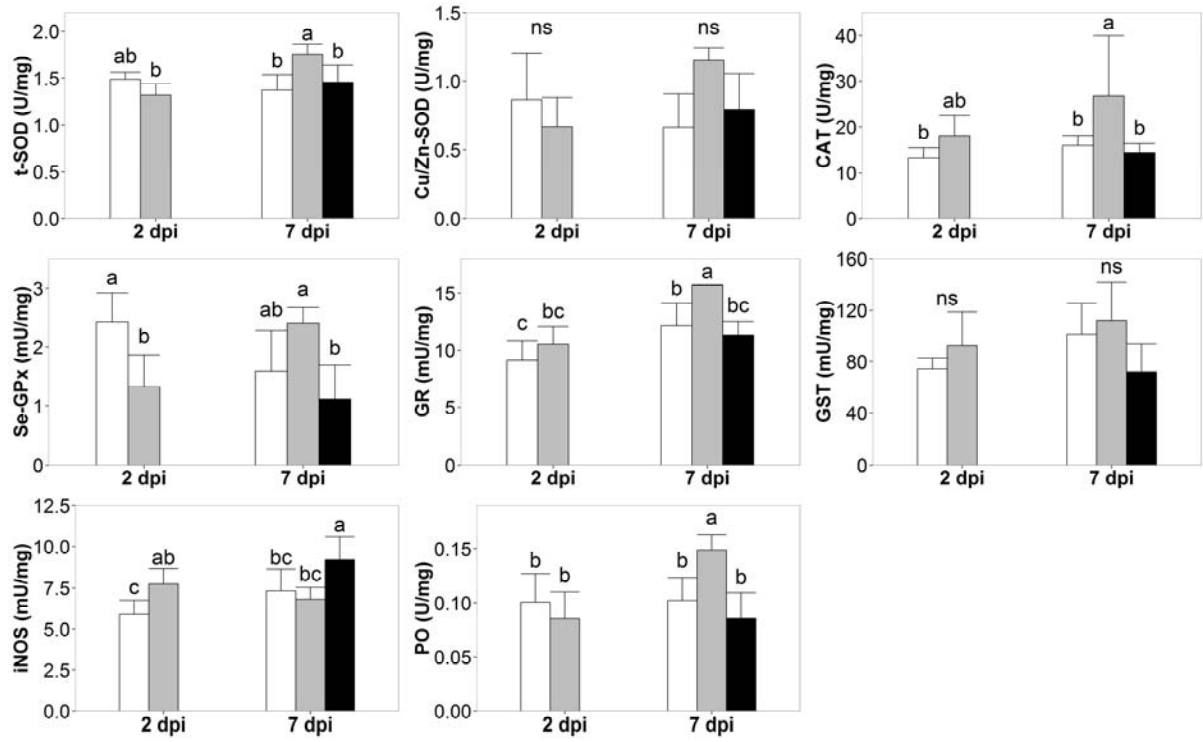 t-SOD (U/mg)
2.0
1.5
1.0
0.5
0.0
ab
b
b
a
b
2 dpi
7 dpi
Cu/Zn-SOD (U/mg)
1.5
1.0
0.5
0.0
ns
ns
2 dpi
7 dpi
CAT (U/mg)
40
30
20
10
0
b
ab
b
a
b
2 dpi
7 dpi
Se-GPx (mU/mg)
3
2
1
0
a
b
ab
a
b
2 dpi
7 dpi
GR (mU/mg)
15
10
5
0
c
bc
b
a
bc
2 dpi
7 dpi
GST (mU/mg)
160
120
80
40
0
ns
ns
2 dpi
7 dpi
iNOS (mU/mg)
12.5
10.0
7.5
5.0
2.5
0.0
c
ab
bc
bc
a
2 dpi
7 dpi
PO (U/mg)
0.15
0.10
0.05
0.00
b
b
b
a
b
2 dpi
7 dpi